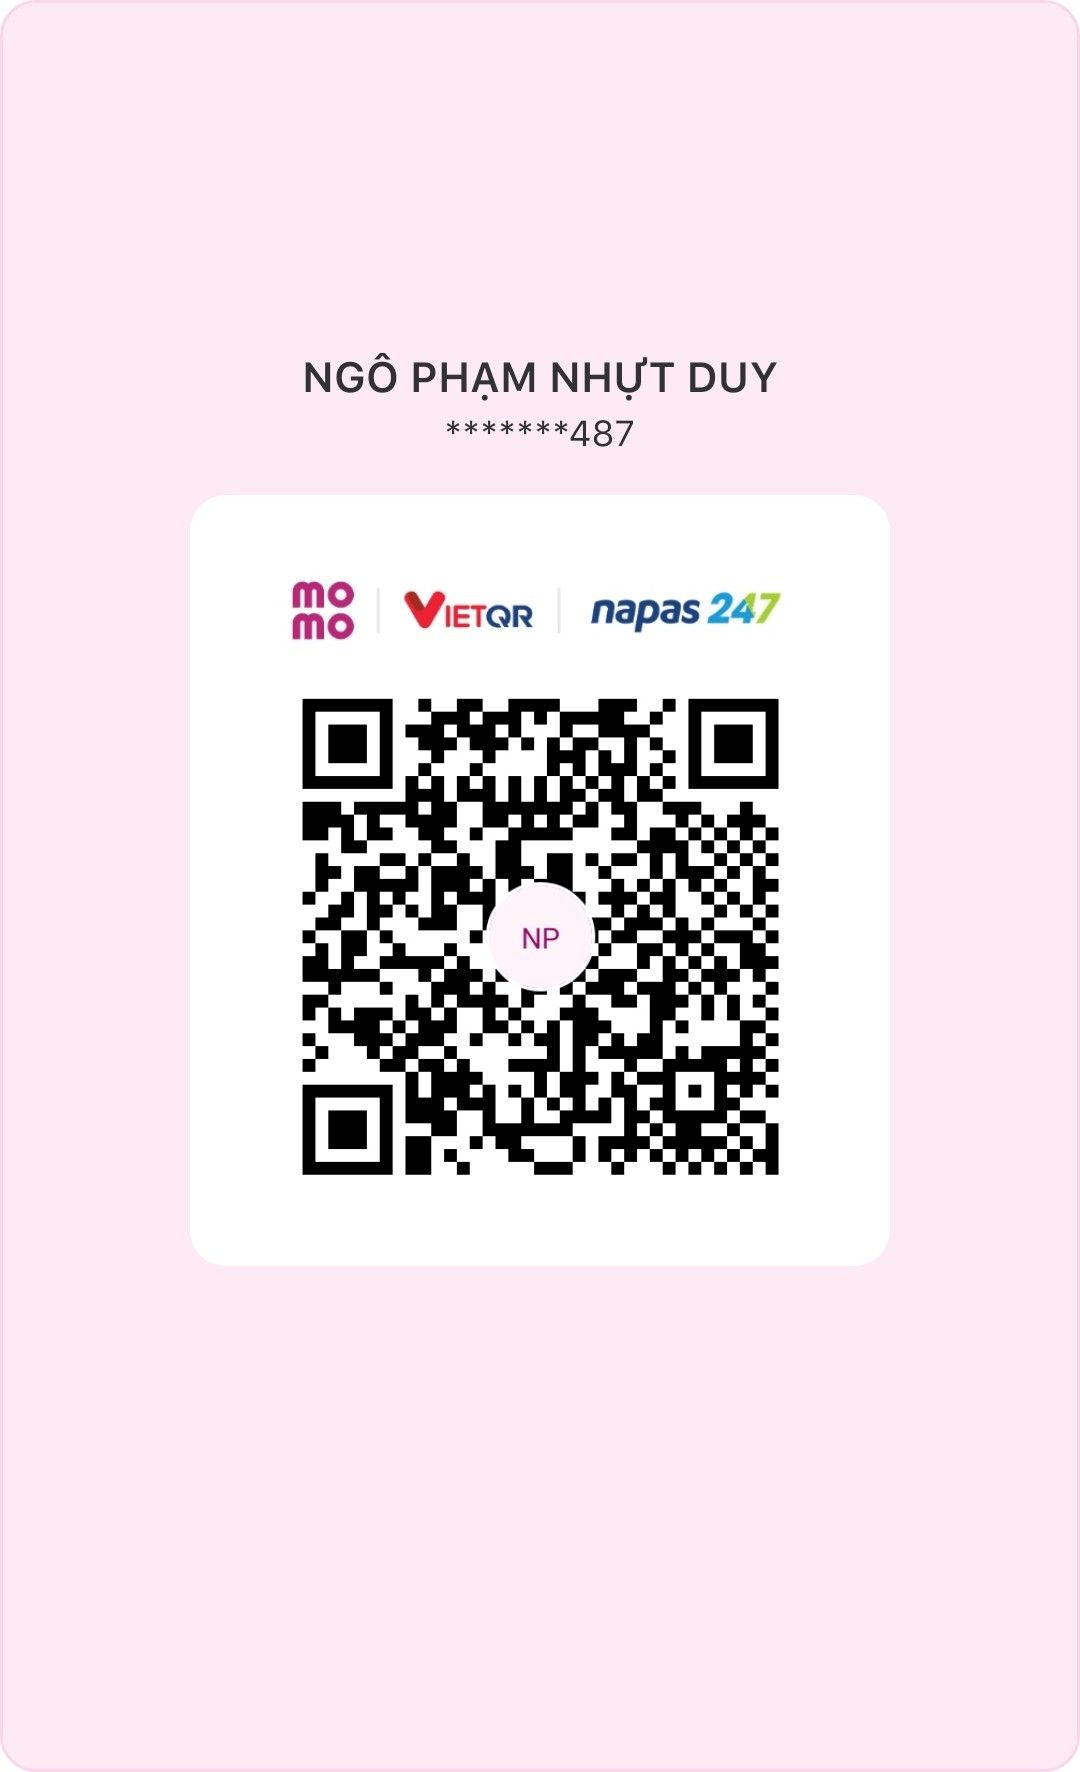 NGÔ PHẠM NHỰT DUY
*******487
mo mo VIETQR napas 247
NP